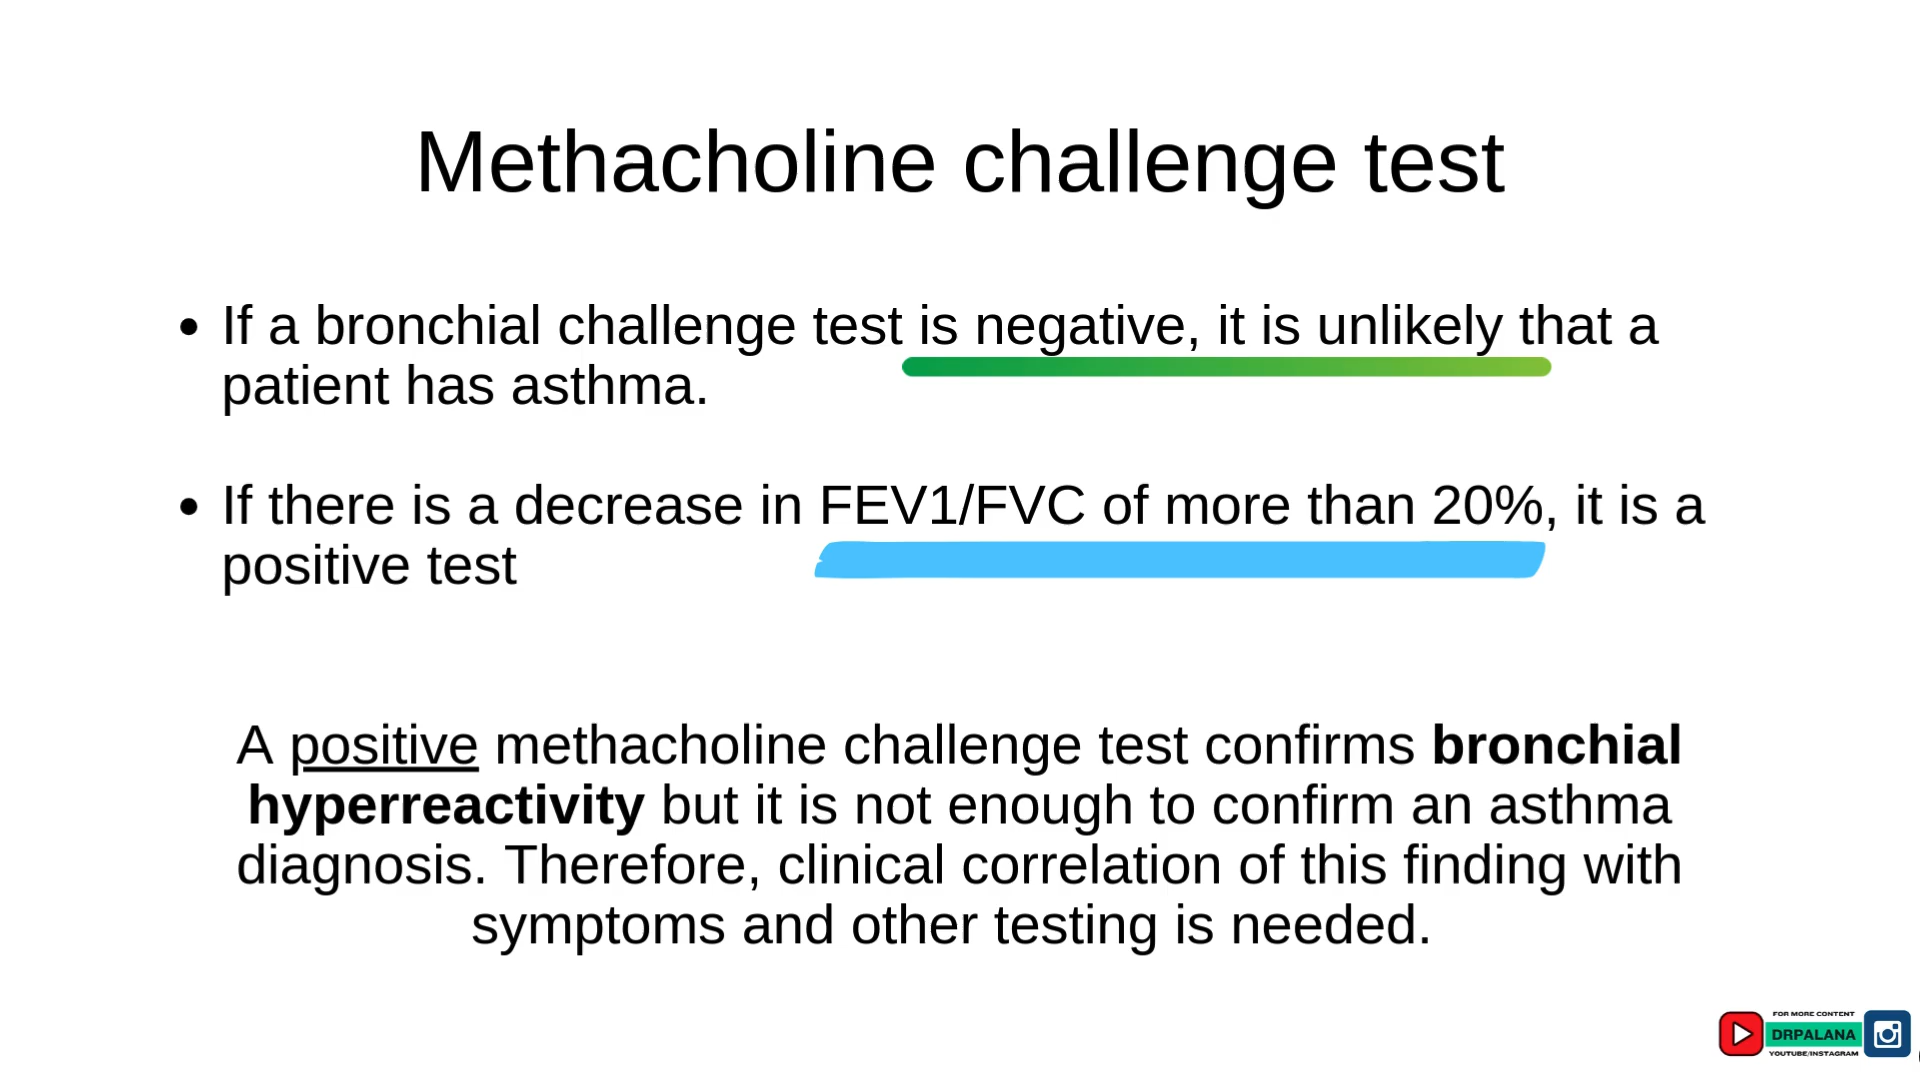 Methacholine challenge test
• If a bronchial challenge test is negative, it is unlikely that a
patient has asthma.
• If there is a decrease in FEV1/FVC of more than 20%, it is a
positive test
A positive methacholine challenge test confirms bronchial
hyperreactivity but it is not enough to confirm an asthma
diagnosis. Therefore, clinical correlation of this finding with
symptoms and other testing is needed.
FOR MORE CONTENT
DRPALANA
YOUTUBE/INSTAGRAM